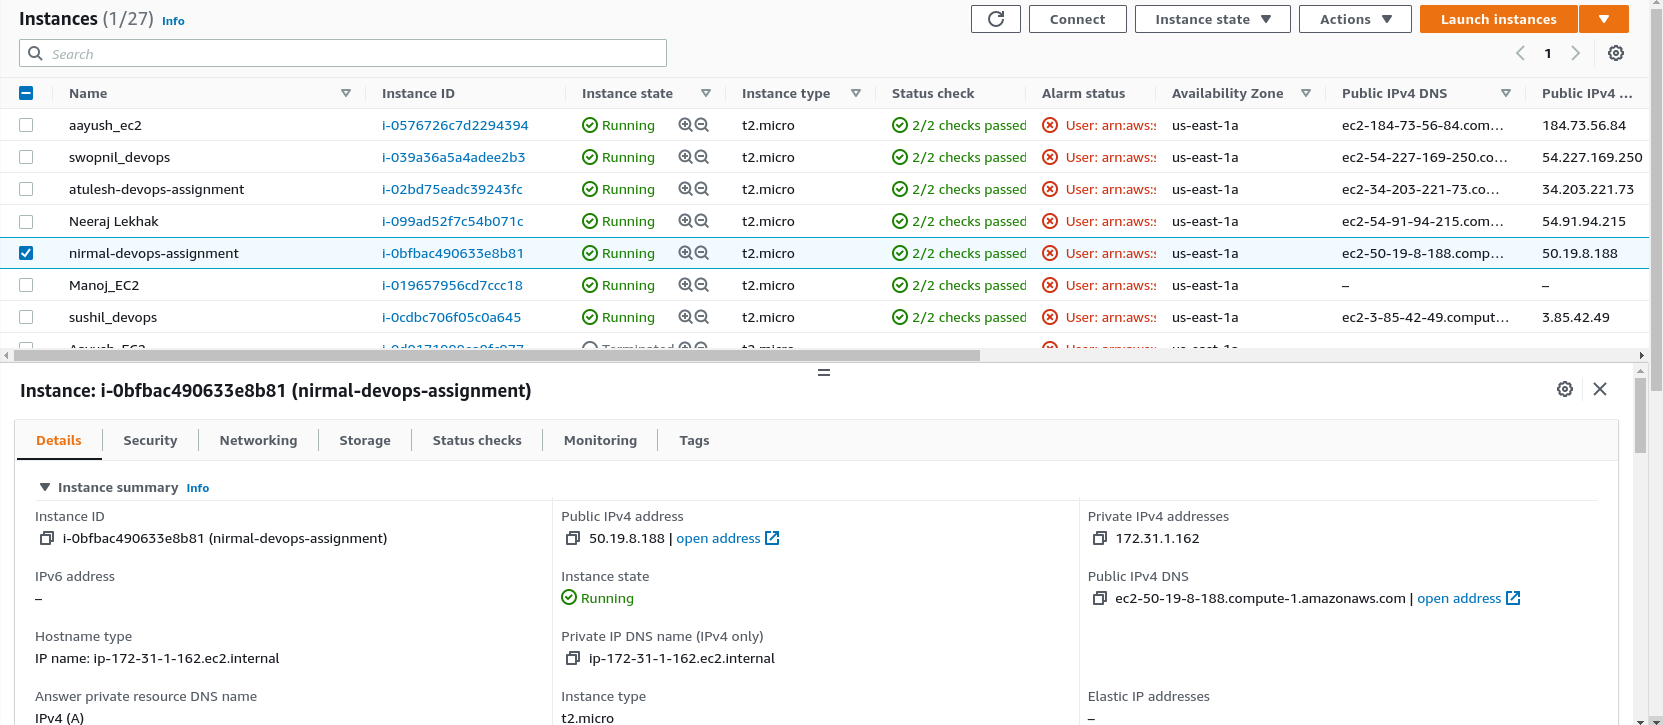 Instances (1/27) Info
Connect
Instance state
Actions
Launch instances
Search
1
Name Instance ID Instance state Instance type Status check Alarm status Availability Zone Public IPv4 DNS Public IPv4 ...
aayush_ec2 i-0576726c7d2294394 Running t2.micro 2/2 checks passed User: arn:aws:s us-east-1a ec2-184-73-56-84.com... 184.73.56.84
swopnil_devops i-039a36a5a4adee2b3 Running t2.micro 2/2 checks passed User: arn:aws:s us-east-1a ec2-54-227-169-250.co... 54.227.169.250
atulesh-devops-assignment i-02bd75eadc39243fc Running t2.micro 2/2 checks passed User: arn:aws:s us-east-1a ec2-34-203-221-73.co... 34.203.221.73
Neeraj Lekhak i-099ad52f7c54b071c Running t2.micro 2/2 checks passed User: arn:aws:s us-east-1a ec2-54-91-94-215.com... 54.91.94.215
nirmal-devops-assignment i-0bfbac490633e8b81 Running t2.micro 2/2 checks passed User: arn:aws:s us-east-1a ec2-50-19-8-188.comp... 50.19.8.188
Manoj_EC2 i-019657956cd7ccc18 Running t2.micro 2/2 checks passed User: arn:aws:s us-east-1a – –
sushil_devops i-0cdbc706f05c0a645 Running t2.micro 2/2 checks passed User: arn:aws:s us-east-1a ec2-3-85-42-49.comput... 3.85.42.49
Instance: i-0bfbac490633e8b81 (nirmal-devops-assignment)
Details Security Networking Storage Status checks Monitoring Tags
Instance summary Info
Instance ID
i-0bfbac490633e8b81 (nirmal-devops-assignment)
Public IPv4 address
50.19.8.188 | open address
Private IPv4 addresses
172.31.1.162
IPv6 address
–
Instance state
Running
Public IPv4 DNS
ec2-50-19-8-188.compute-1.amazonaws.com | open address
Hostname type
IP name: ip-172-31-1-162.ec2.internal
Private IP DNS name (IPv4 only)
ip-172-31-1-162.ec2.internal
Answer private resource DNS name
IPv4 (A)
Instance type
t2.micro
Elastic IP addresses
–